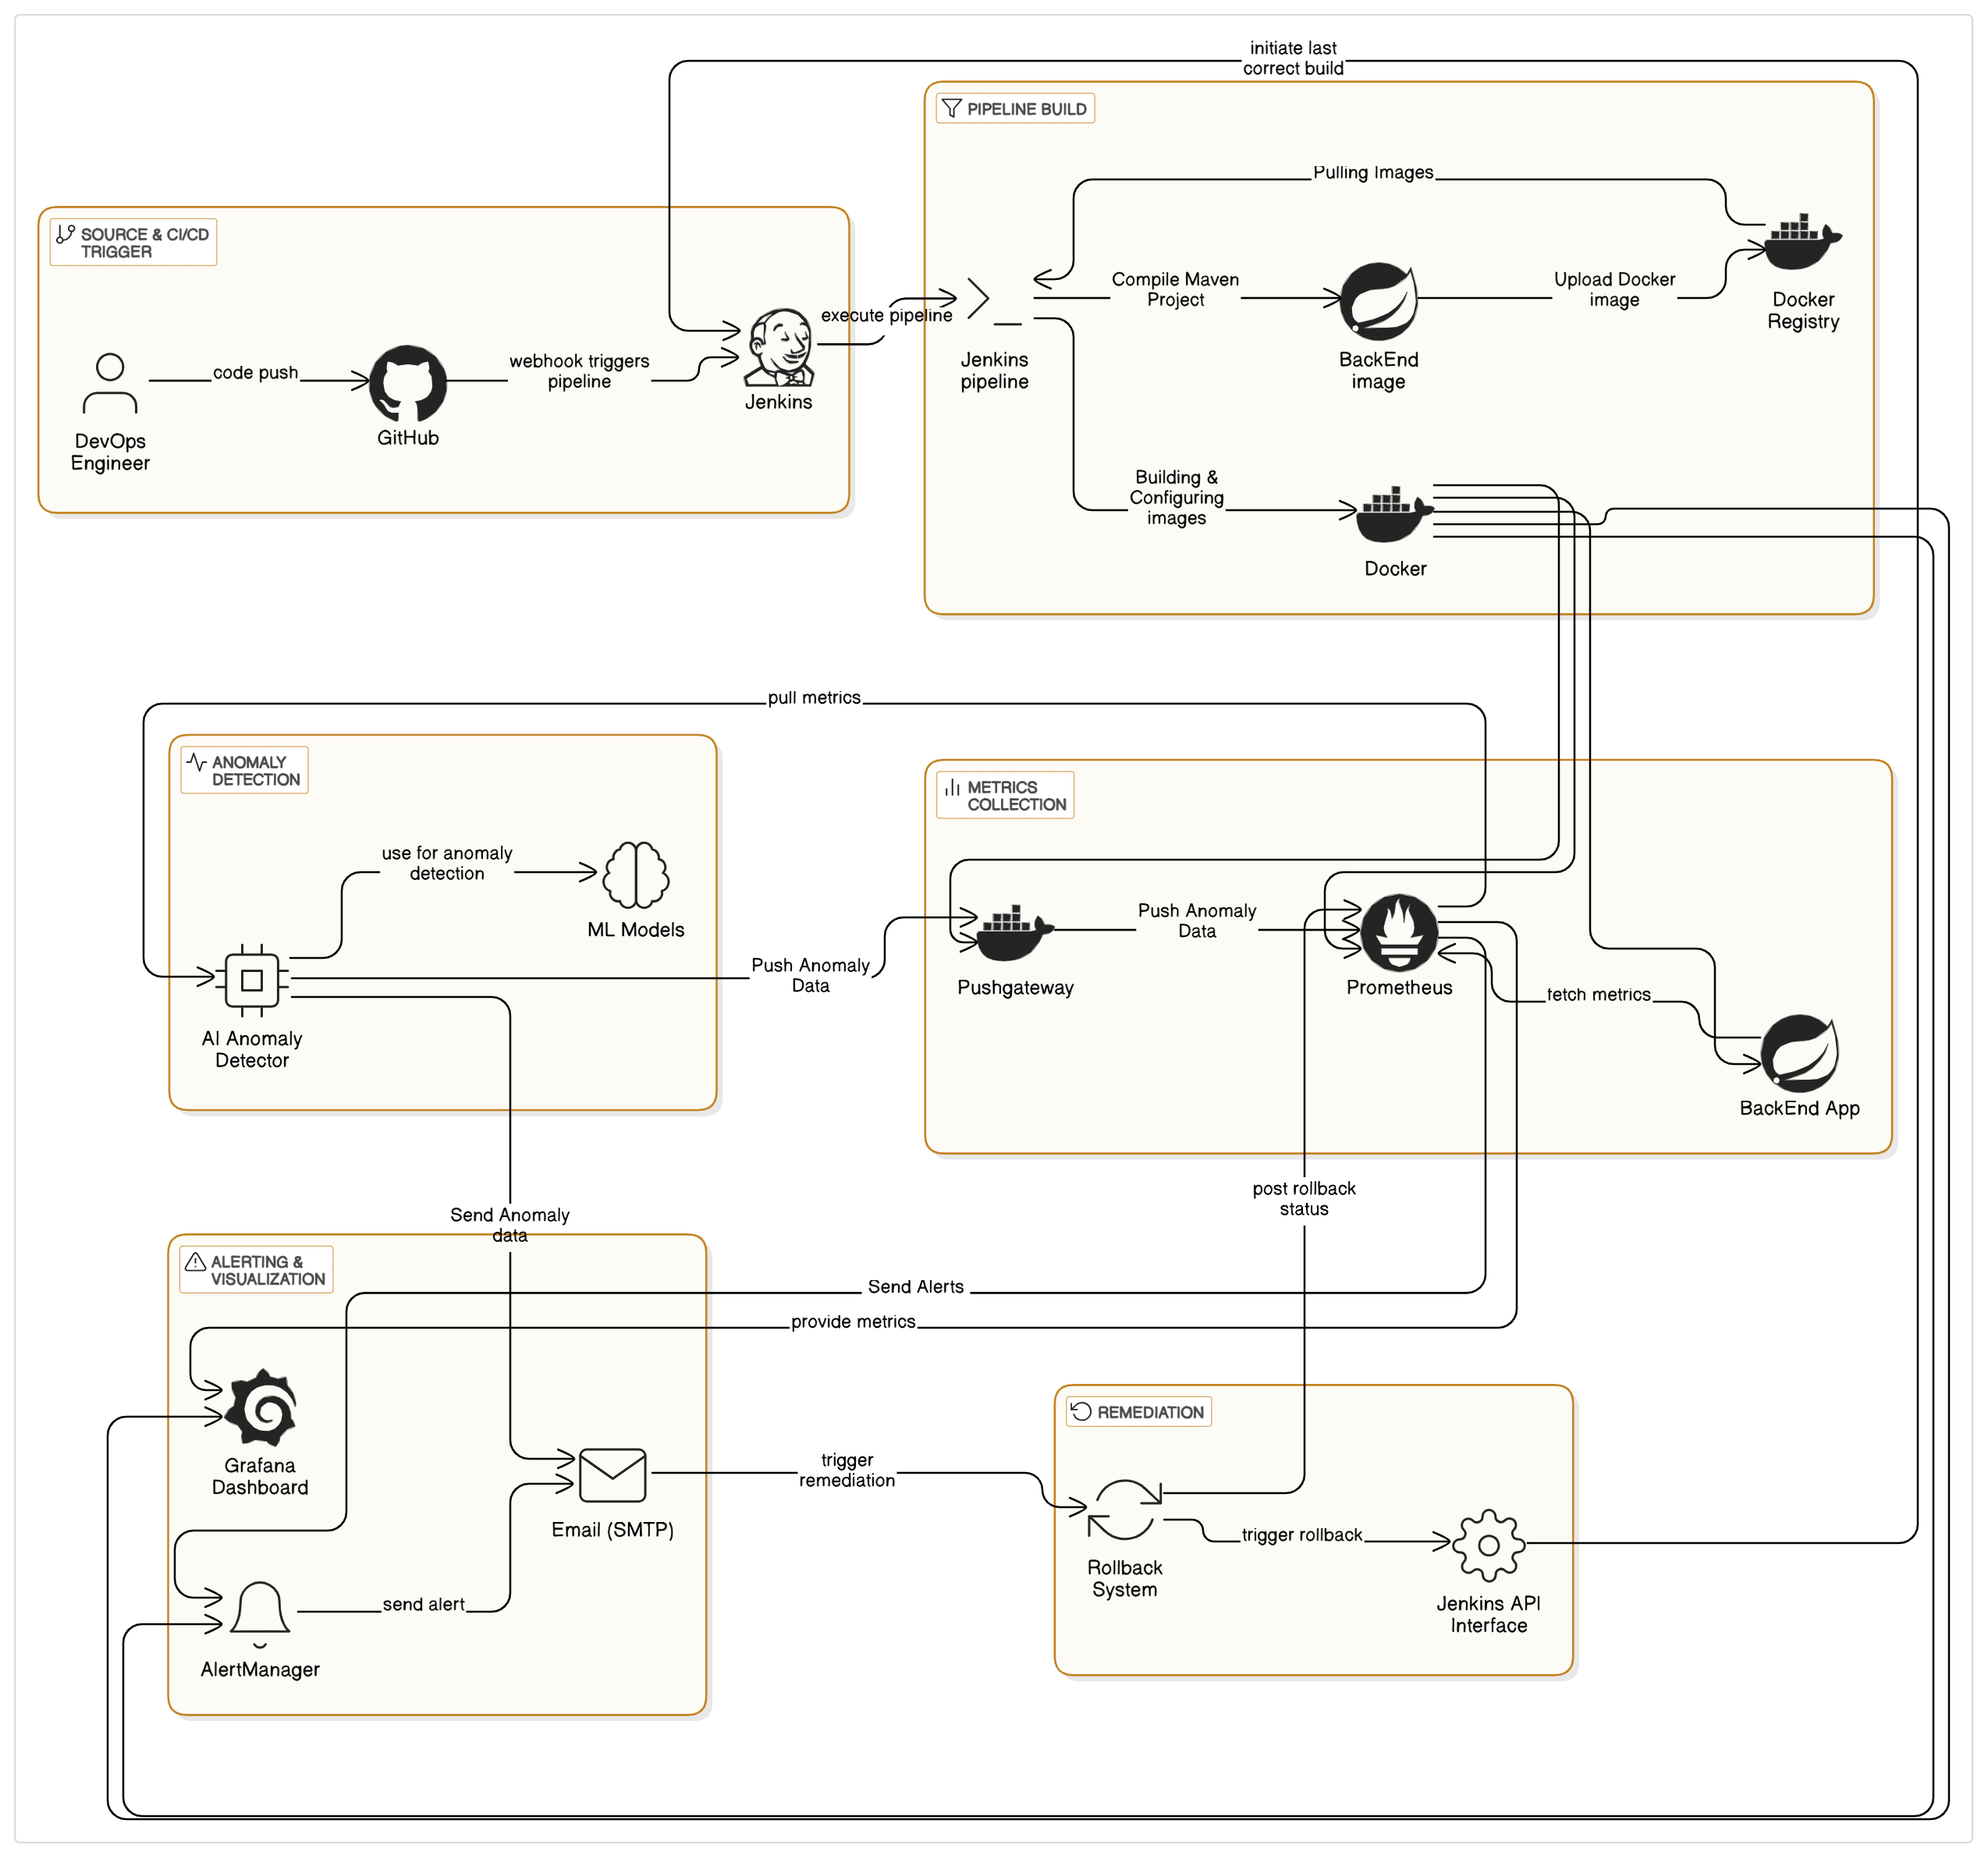 initiate last
correct build
PIPELINE BUILD
Pulling Images
SOURCE & CI/CD
TRIGGER
execute pipeline
Compile Maven
Project
Upload Docker
image
Docker
Registry
code push
webhook triggers
pipeline
Jenkins
Jenkins
pipeline
BackEnd
image
DevOps
Engineer
GitHub
Building &
Configuring
images
Docker
pull metrics
ANOMALY
DETECTION
METRICS
COLLECTION
use for anomaly
detection
ML Models
Push Anomaly
Data
Push Anomaly
Data
Pushgateway
Prometheus
fetch metrics
AI Anomaly
Detector
BackEnd App
post rollback
status
Send Anomaly
data
ALERTING &
VISUALIZATION
Send Alerts
provide metrics
REMEDIATION
Grafana
Dashboard
trigger
remediation
Email (SMTP)
trigger rollback
Rollback
System
Jenkins API
Interface
send alert
AlertManager